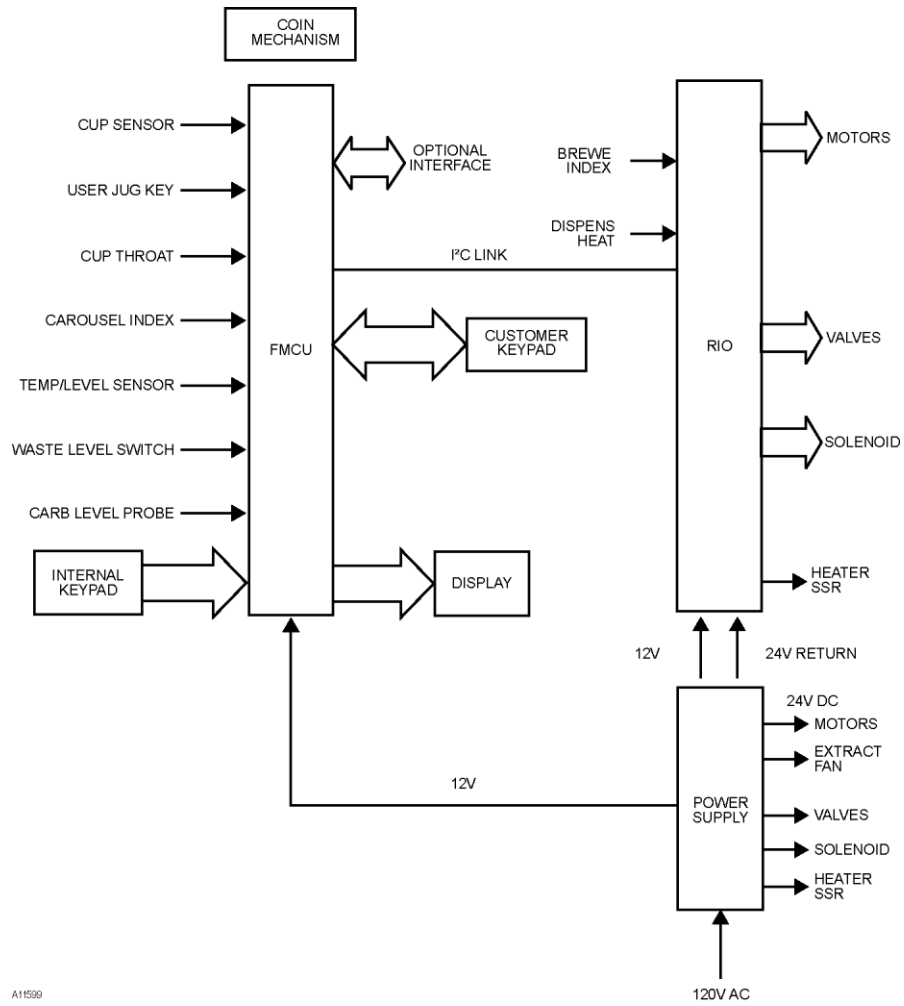 COIN
MECHANISM
CUP SENSOR
USER JUG KEY
CUP THROAT
CAROUSEL INDEX
TEMP/LEVEL SENSOR
WASTE LEVEL SWITCH
CARB LEVEL PROBE
INTERNAL
KEYPAD
FMCU
OPTIONAL
INTERFACE
I²C LINK
CUSTOMER
KEYPAD
DISPLAY
BREWE
INDEX
DISPENS
HEAT
RIO
MOTORS
VALVES
SOLENOID
HEATER
SSR
12V
24V RETURN
12V
POWER
SUPPLY
24V DC
MOTORS
EXTRACT
FAN
VALVES
SOLENOID
HEATER
SSR
120V AC
A11599